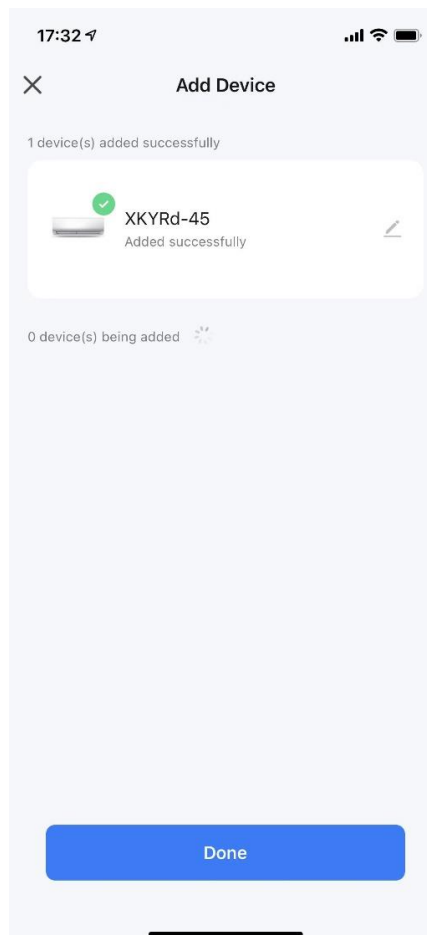 17:32
Add Device
1 device(s) added successfully
XKYRd-45
Added successfully
0 device(s) being added
Done